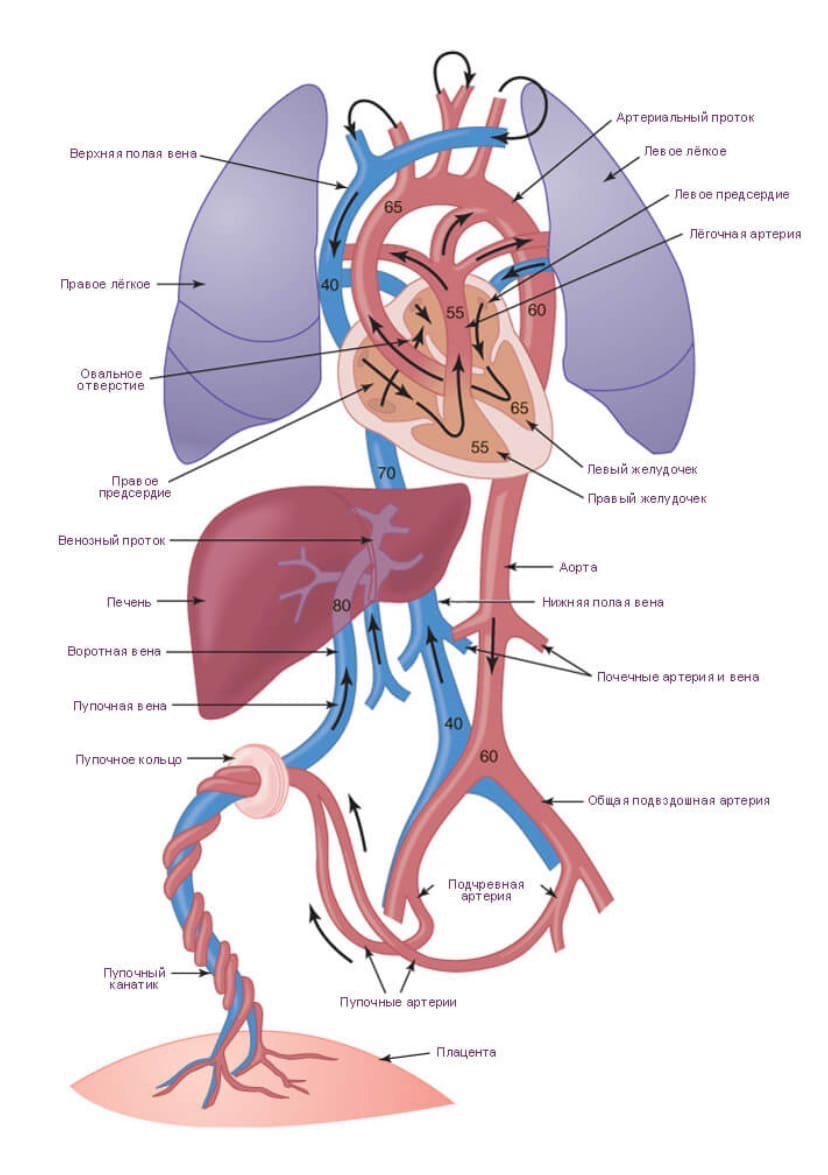 Артериальный проток
Верхняя полая вена
Левое лёгкое
Левое предсердие
65
Лёгочная артерия
Правое лёгкое
40
55
60
Овальное
отверстие
65
55
Левый желудочек
70
Правое
предсердие
Правый желудочек
Венозный проток
Аорта
Печень
80
Нижняя полая вена
Воротная вена
Почечные артерия и вена
Пупочная вена
40
Пупочное кольцо
60
Общая подвздошная артерия
Подчревная
артерия
Пупочный
канатик
Пупочные артерии
Плацента